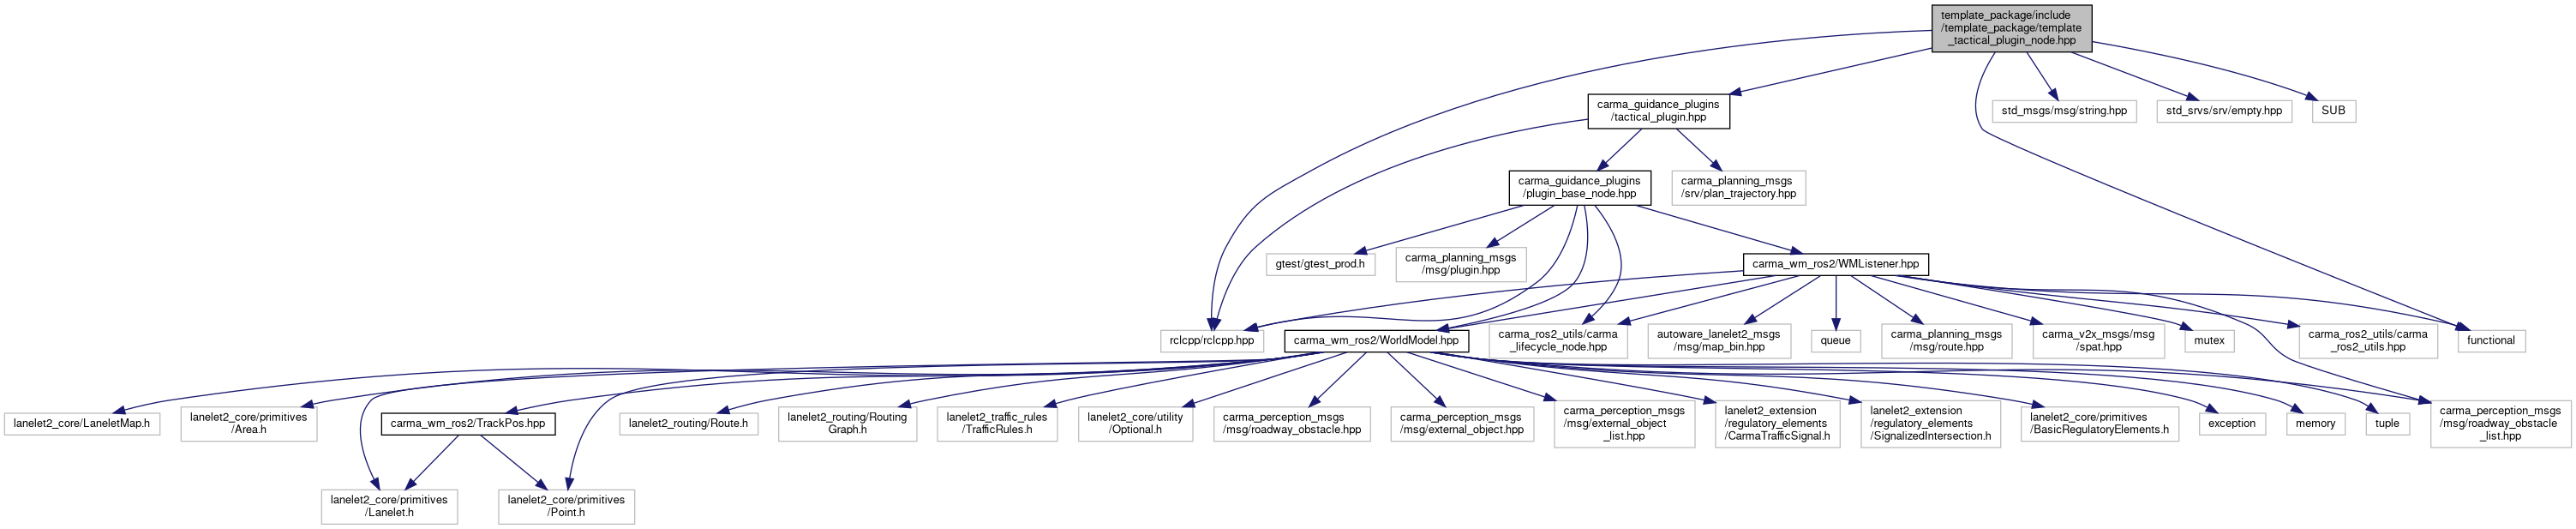 template_package/include
/template_package/template
_tactical_plugin_node.hpp
carma_guidance_plugins
/tactical_plugin.hpp
std_msgs/msg/string.hpp
std_srvs/srv/empty.hpp
SUB
carma_guidance_plugins
/plugin_base_node.hpp
carma_planning_msgs
/srv/plan_trajectory.hpp
gtest/gtest_prod.h
carma_planning_msgs
/msg/plugin.hpp
carma_wm_ros2/WMListener.hpp
rclcpp/rclcpp.hpp
carma_wm_ros2/WorldModel.hpp
carma_ros2_utils/carma
_lifecycle_node.hpp
autoware_lanelet2_msgs
/msg/map_bin.hpp
queue
carma_planning_msgs
/msg/route.hpp
carma_v2x_msgs/msg
/spat.hpp
mutex
carma_ros2_utils/carma
_ros2_utils.hpp
functional
lanelet2_core/LaneletMap.h
lanelet2_core/primitives
/Area.h
carma_wm_ros2/TrackPos.hpp
lanelet2_routing/Route.h
lanelet2_routing/Routing
Graph.h
lanelet2_traffic_rules
/TrafficRules.h
lanelet2_core/utility
/Optional.h
carma_perception_msgs
/msg/roadway_obstacle.hpp
carma_perception_msgs
/msg/external_object.hpp
carma_perception_msgs
/msg/external_object
_list.hpp
lanelet2_extension
/regulatory_elements
/CarmaTrafficSignal.h
lanelet2_extension
/regulatory_elements
/SignalizedIntersection.h
lanelet2_core/primitives
/BasicRegulatoryElements.h
exception
memory
tuple
carma_perception_msgs
/msg/roadway_obstacle
_list.hpp
lanelet2_core/primitives
/Lanelet.h
lanelet2_core/primitives
/Point.h